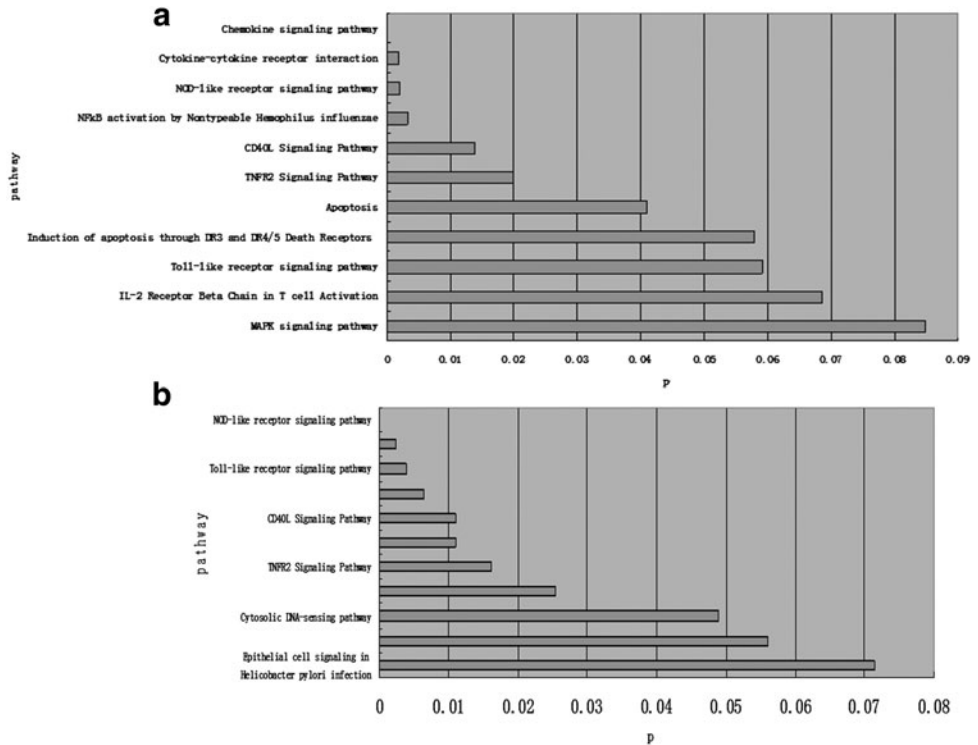 a
Chemokine signaling pathway
Cytokine-cytokine receptor interaction
NOD-like receptor signaling pathway
NFkB activation by Nontypeable Hemophilus influenzae
CD40L Signaling Pathway
TNFR2 Signaling Pathway
Apoptosis
Induction of apoptosis through DR3 and DR4/5 Death Receptors
Toll-like receptor signaling pathway
IL-2 Receptor Beta Chain in T cell Activation
MAPK signaling pathway
pathway
0 0.01 0.02 0.03 0.04 0.05 0.06 0.07 0.08 0.09
P
b
NOD-like receptor signaling pathway
Toll-like receptor signaling pathway
CD40L Signaling Pathway
TNFR2 Signaling Pathway
Cytosolic DNA-sensing pathway
Epithelial cell signaling in
Helicobacter pylori infection
pathway
0 0.01 0.02 0.03 0.04 0.05 0.06 0.07 0.08
p